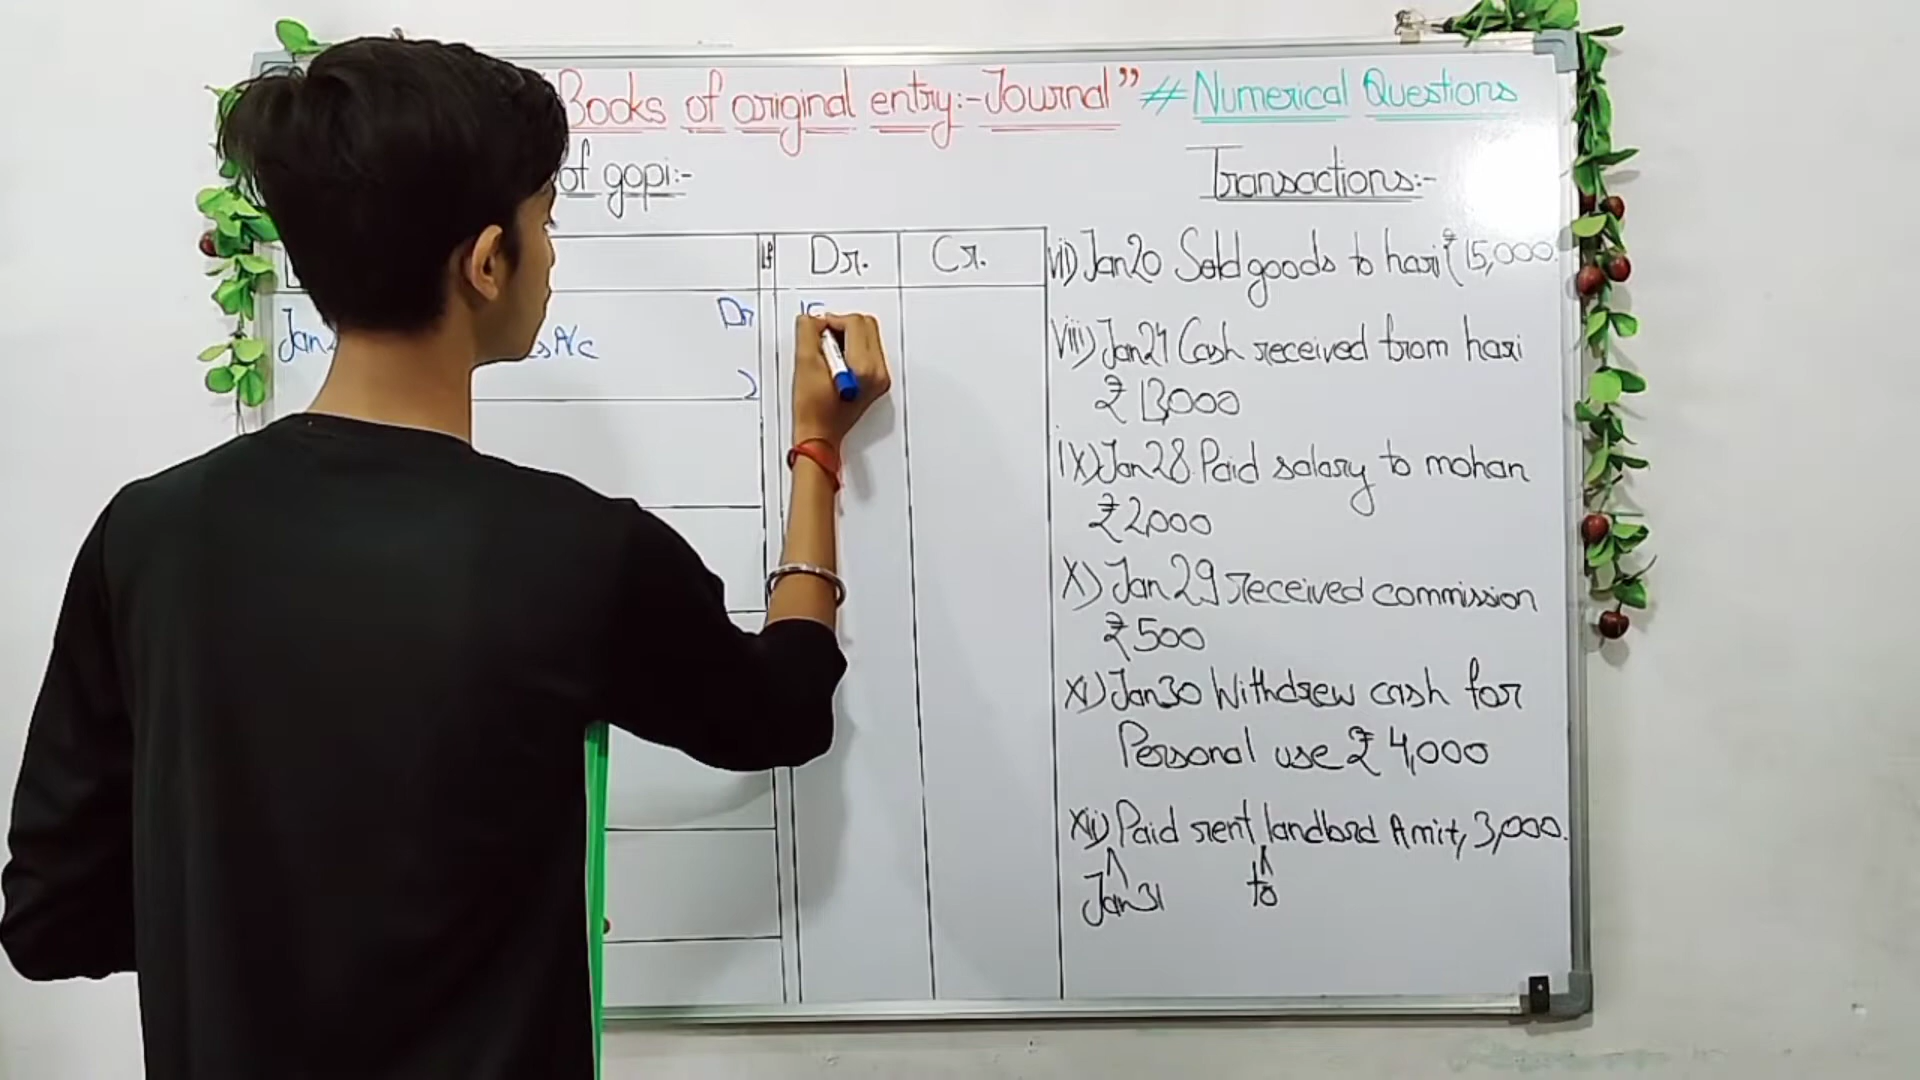 Books of original entry:-Journal” # Numerical Questions
of gopi:-
Transactions:-
Dr.
Cr.
Dr
15
Jan
A/c
)
vii) Jan20 Sold goods to hari ₹15,000.
viii) Jan24 Cash received from hari
₹13,000
ix) Jan28. Paid salary to mohan
₹2,000
x) Jan29 received commission
₹500
xi) Jan30 Withdrew cash for
Personal use ₹4,000
xii) Paid rent landlord Amit, 3,000.
^ ^
Jan31 to